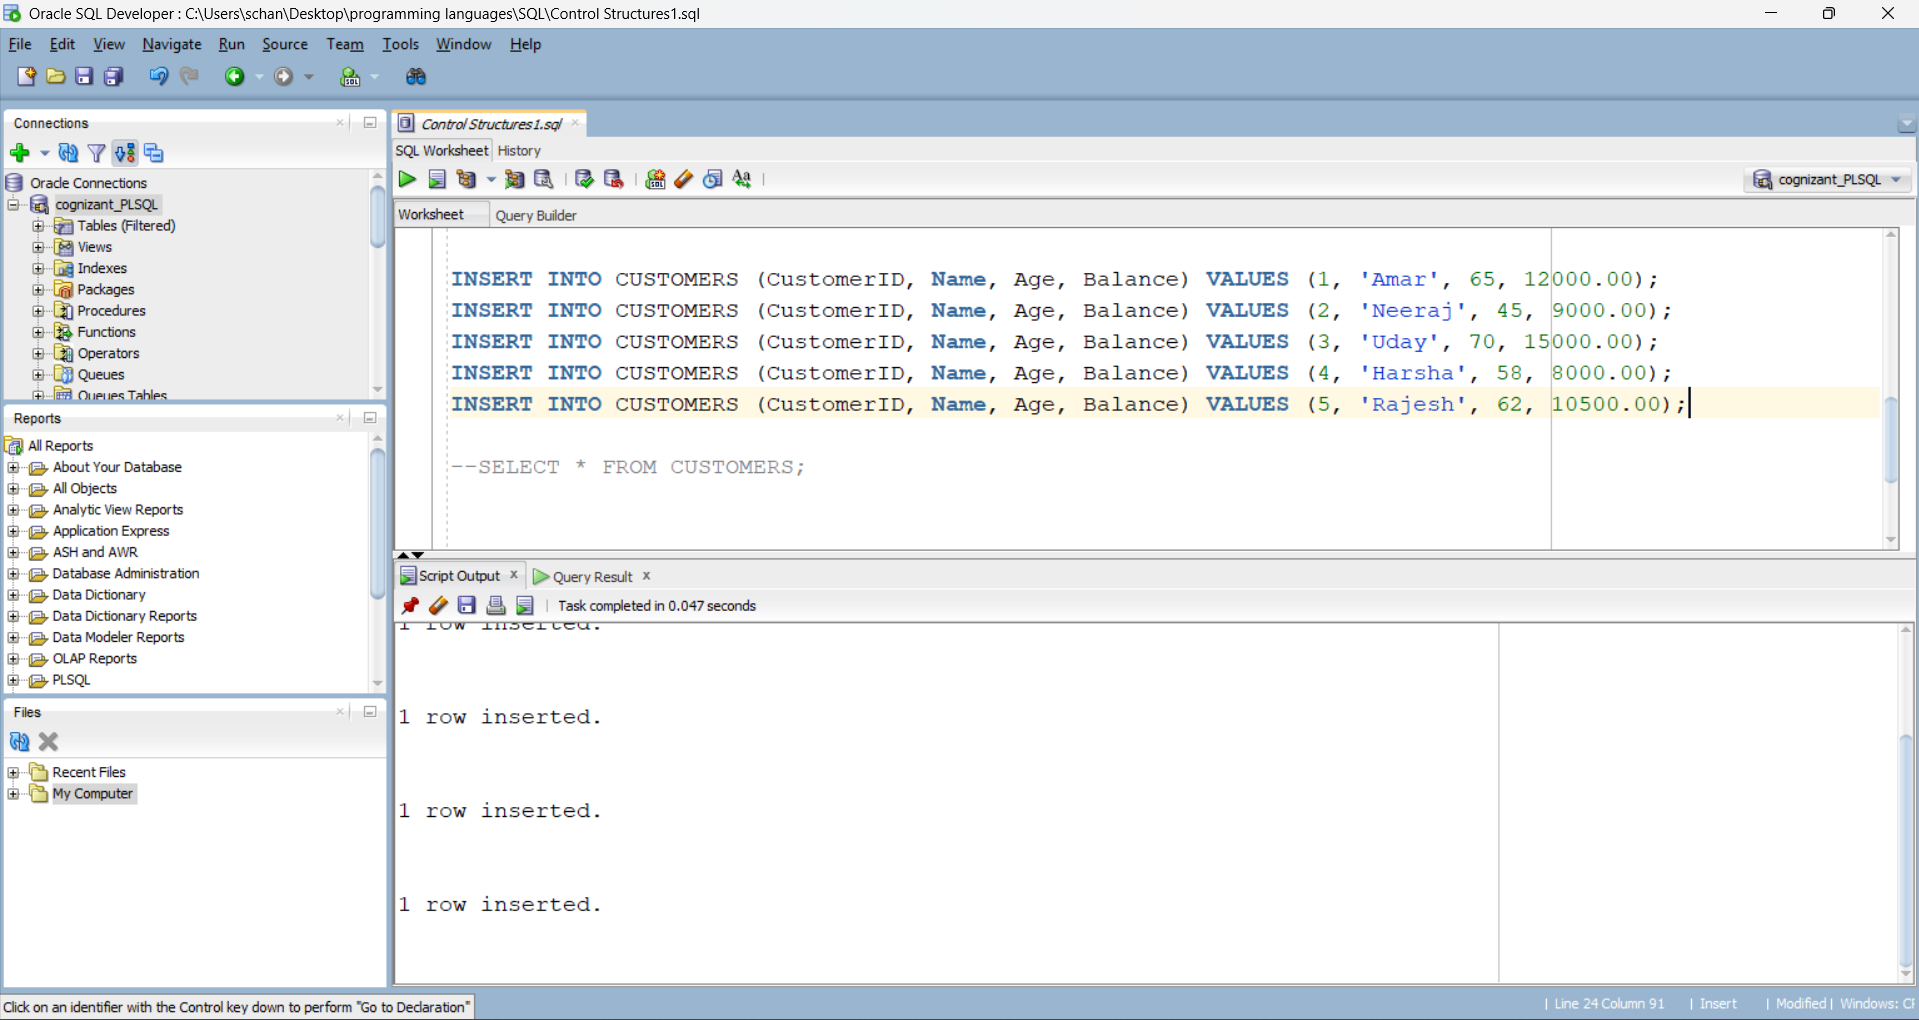 Oracle SQL Developer : C:\Users\schan\Desktop\programming languages\SQL\Control Structures1.sql
File Edit View Navigate Run Source Team Tools Window Help
Connections
Oracle Connections
cognizant_PLSQL
Tables (Filtered)
Views
Indexes
Packages
Procedures
Functions
Operators
Queues
Queues Tables
Reports
All Reports
About Your Database
All Objects
Analytic View Reports
Application Express
ASH and AWR
Database Administration
Data Dictionary
Data Dictionary Reports
Data Modeler Reports
OLAP Reports
PLSQL
Files
Recent Files
My Computer
Control Structures1.sql
SQL Worksheet History
cognizant_PLSQL
Worksheet Query Builder
INSERT INTO CUSTOMERS (CustomerID, Name, Age, Balance) VALUES (1, 'Amar', 65, 12000.00);
INSERT INTO CUSTOMERS (CustomerID, Name, Age, Balance) VALUES (2, 'Neeraj', 45, 9000.00);
INSERT INTO CUSTOMERS (CustomerID, Name, Age, Balance) VALUES (3, 'Uday', 70, 15000.00);
INSERT INTO CUSTOMERS (CustomerID, Name, Age, Balance) VALUES (4, 'Harsha', 58, 8000.00);
INSERT INTO CUSTOMERS (CustomerID, Name, Age, Balance) VALUES (5, 'Rajesh', 62, 10500.00);
--SELECT * FROM CUSTOMERS;
Script Output Query Result
Task completed in 0.047 seconds
1 row inserted.
1 row inserted.
1 row inserted.
1 row inserted.
Click on an identifier with the Control key down to perform "Go to Declaration"
| Line 24 Column 91 | Insert | Modified | Windows: